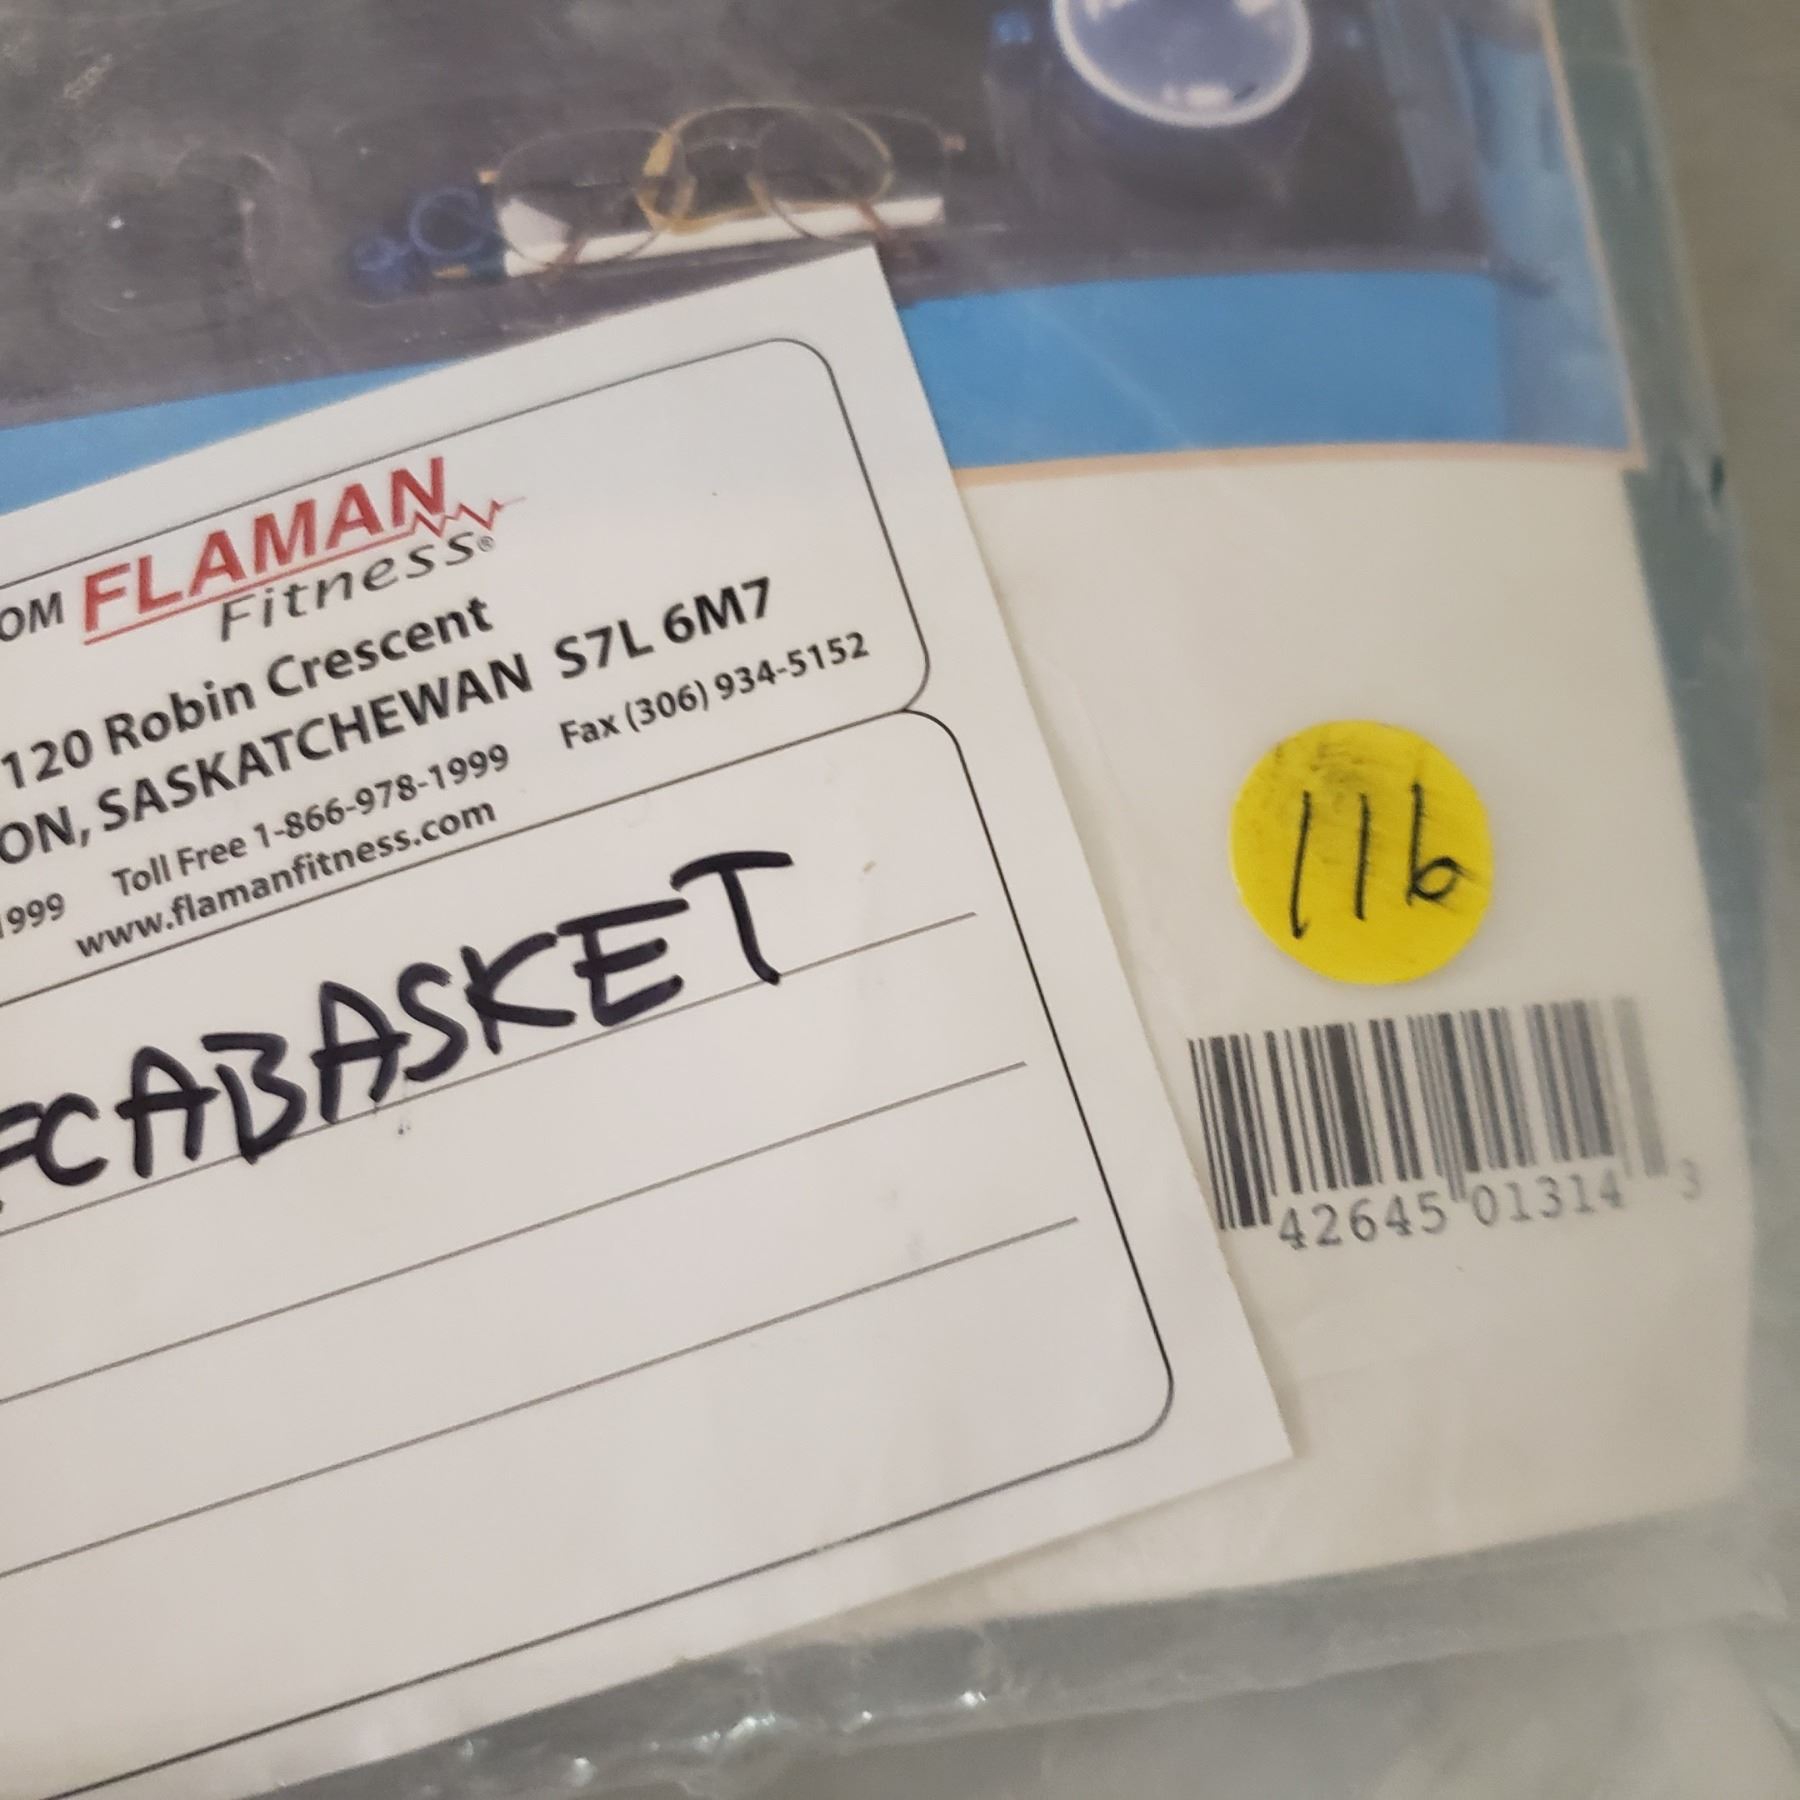 OM FLAMAN
Fitness®
120 Robin Crescent
ON, SASKATCHEWAN S7L 6M7
1999 Toll Free 1-866-978-1999 Fax (306) 934-5152
www.flamanfitness.com
FCABASKET
116
42645 01314 3